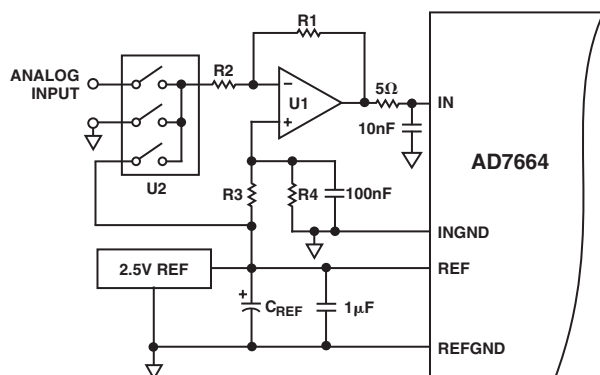 R1
ANALOG
INPUT
R2
−
U1
+
5Ω
IN
10nF
AD7664
U2
R3
R4
100nF
INGND
2.5V REF
REF
+
CREF
1μF
REFGND